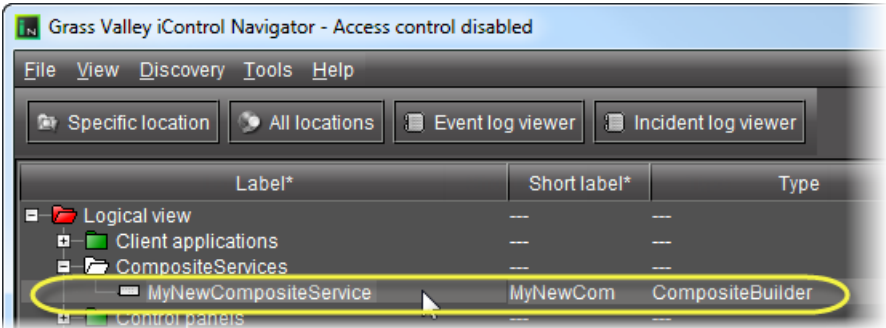 Grass Valley iControl Navigator - Access control disabled
File View Discovery Tools Help
Specific location All locations Event log viewer Incident log viewer
Label* Short label* Type
Logical view --- ---
Client applications --- ---
CompositeServices --- ---
MyNewCompositeService MyNewCom CompositeBuilder
Control panels --- ---